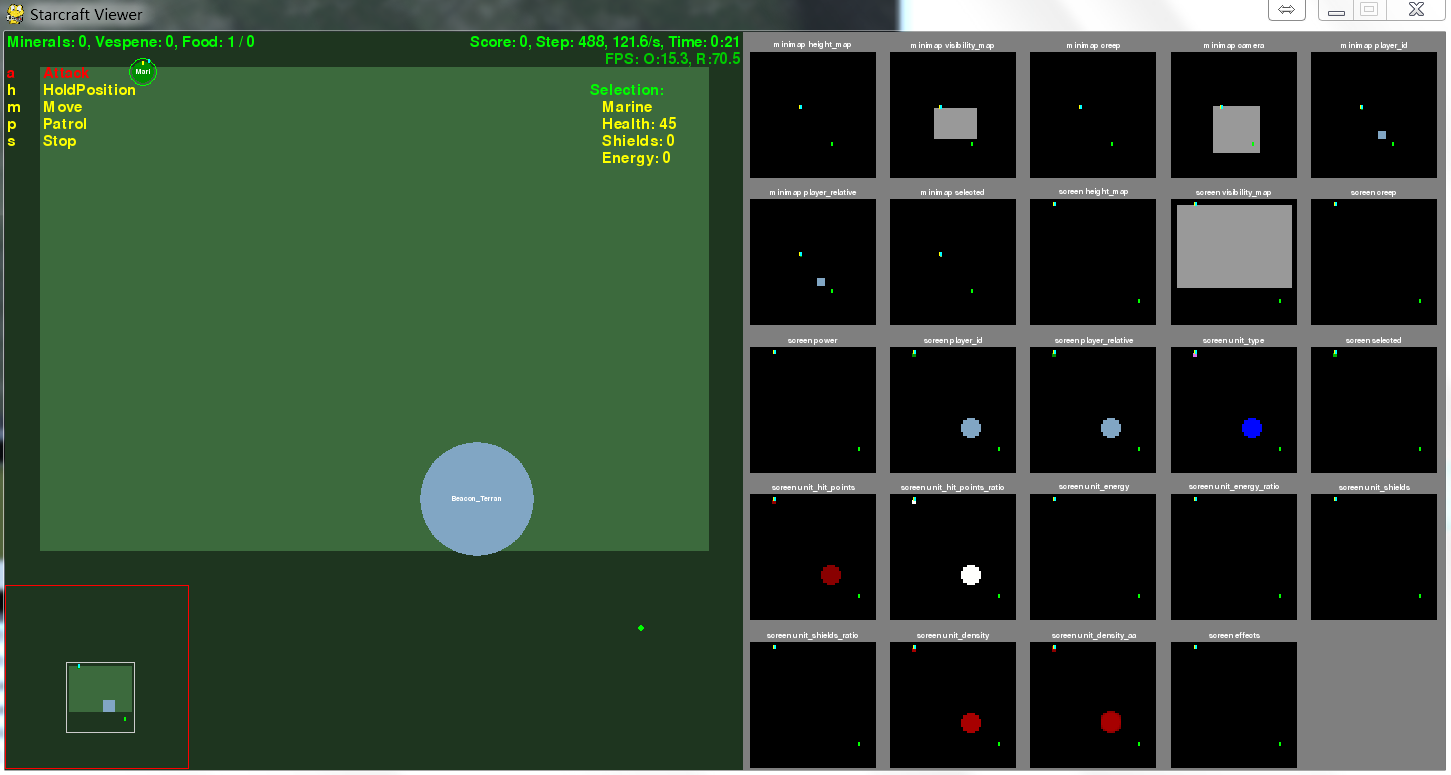 Starcraft Viewer
Minerals: 0, Vespene: 0, Food: 1 / 0
Score: 0, Step: 488, 121.6/s, Time: 0:21
FPS: O:15.3, R:70.5
a Attack
Mari
h HoldPosition
m Move
p Patrol
s Stop
Selection:
Marine
Health: 45
Shields: 0
Energy: 0
Beacon_Terran
minimap height_map
minimap visibility_map
minimap creep
minimap camera
minimap player_id
minimap player_relative
minimap selected
screen height_map
screen visibility_map
screen creep
screen power
screen player_id
screen player_relative
screen unit_type
screen selected
screen unit_hit_points
screen unit_hit_points_ratio
screen unit_energy
screen unit_energy_ratio
screen unit_shields
screen unit_shields_ratio
screen unit_density
screen unit_density_aa
screen effects